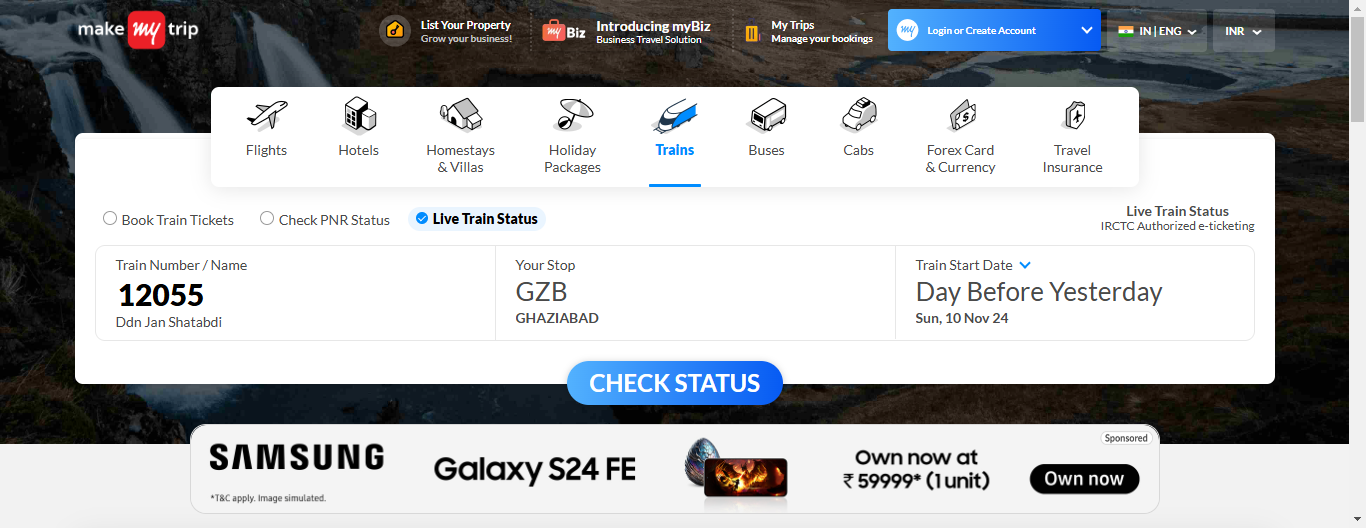 make my trip
List Your Property
Grow your business!
my Biz
Introducing myBiz
Business Travel Solution
My Trips
Manage your bookings
my
Login or Create Account
IN | ENG
INR
Flights
Hotels
Homestays
& Villas
Holiday
Packages
Trains
Buses
Cabs
Forex Card
& Currency
Travel
Insurance
Book Train Tickets
Check PNR Status
Live Train Status
Live Train Status
IRCTC Authorized e-ticketing
Train Number / Name
12055
Ddn Jan Shatabdi
Your Stop
GZB
GHAZIABAD
Train Start Date
Day Before Yesterday
Sun, 10 Nov 24
CHECK STATUS
SAMSUNG
*T&C apply. Image simulated.
Galaxy S24 FE
Own now at
₹ 59999* (1 unit)
Sponsored
Own now